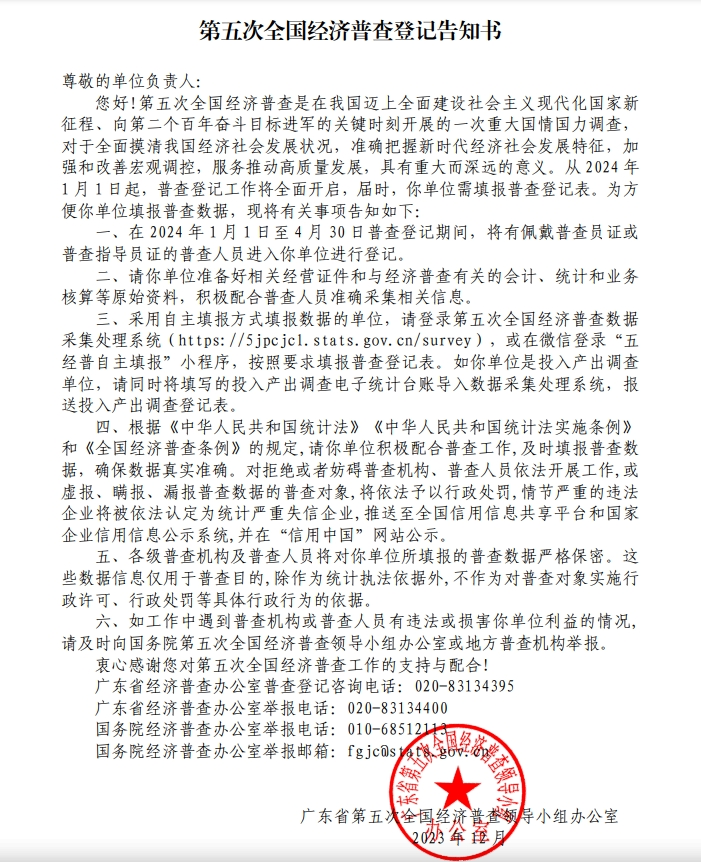 第五次全国经济普查登记告知书
尊敬的单位负责人：
您好！第五次全国经济普查是在我国迈上全面建设社会主义现代化国家新
征程、向第二个百年奋斗目标进军的关键时刻开展的一次重大国情国力调查，
对于全面摸清我国经济社会发展状况，准确把握新时代经济社会发展特征，加
强和改善宏观调控，服务推动高质量发展，具有重大而深远的意义。从 2024 年
1 月 1 日起，普查登记工作将全面开启，届时，你单位需填报普查登记表。为方
便你单位填报普查数据，现将有关事项告知如下：
一、在 2024 年 1 月 1 日至 4 月 30 日普查登记期间，将有佩戴普查员证或
普查指导员证的普查人员进入你单位进行登记。
二、请你单位准备好相关经营证件和与经济普查有关的会计、统计和业务
核算等原始资料，积极配合普查人员准确采集相关信息。
三、采用自主填报方式填报数据的单位，请登录第五次全国经济普查数据
采集处理系统（https://5jpcjcl.stats.gov.cn/survey），或在微信登录“五
经普自主填报”小程序，按照要求填报普查登记表。如你单位是投入产出调查
单位，请同时将填写的投入产出调查电子统计台账导入数据采集处理系统，报
送投入产出调查登记表。
四、根据《中华人民共和国统计法》《中华人民共和国统计法实施条例》
和《全国经济普查条例》的规定，请你单位积极配合普查工作，及时填报普查数
据，确保数据真实准确。对拒绝或者妨碍普查机构、普查人员依法开展工作，或
虚报、瞒报、漏报普查数据的普查对象，将依法予以行政处罚，情节严重的违法
企业将被依法认定为统计严重失信企业，推送至全国信用信息共享平台和国家
企业信用信息公示系统，并在“信用中国”网站公示。
五、各级普查机构及普查人员将对你单位所填报的普查数据严格保密。这
些数据信息仅用于普查目的，除作为统计执法依据外，不作为对普查对象实施行
政许可、行政处罚等具体行政行为的依据。
六、如工作中遇到普查机构或普查人员有违法或损害你单位利益的情况，
请及时向国务院第五次全国经济普查领导小组办公室或地方普查机构举报。
衷心感谢您对第五次全国经济普查工作的支持与配合！
广东省经济普查办公室普查登记咨询电话：020-83134395
广东省经济普查办公室举报电话：020-83134400
国务院经济普查办公室举报电话：010-68512113
国务院经济普查办公室举报邮箱：fgjc@stats.gov.cn
广东省第五次全国经济普查领导小组
办公室
广东省第五次全国经济普查领导小组办公室
2023 年 12 月